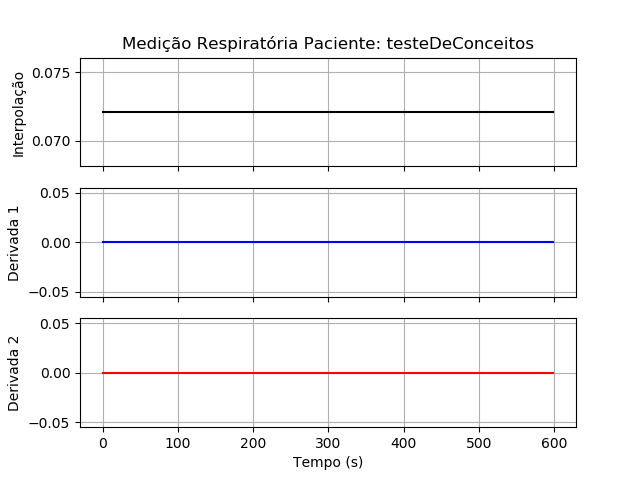 Medição Respiratória Paciente: testeDeConceitos
0.075
0.070
Interpolação
0.05
0.00
−0.05
Derivada 1
0.05
0.00
−0.05
Derivada 2
0 100 200 300 400 500 600
Tempo (s)